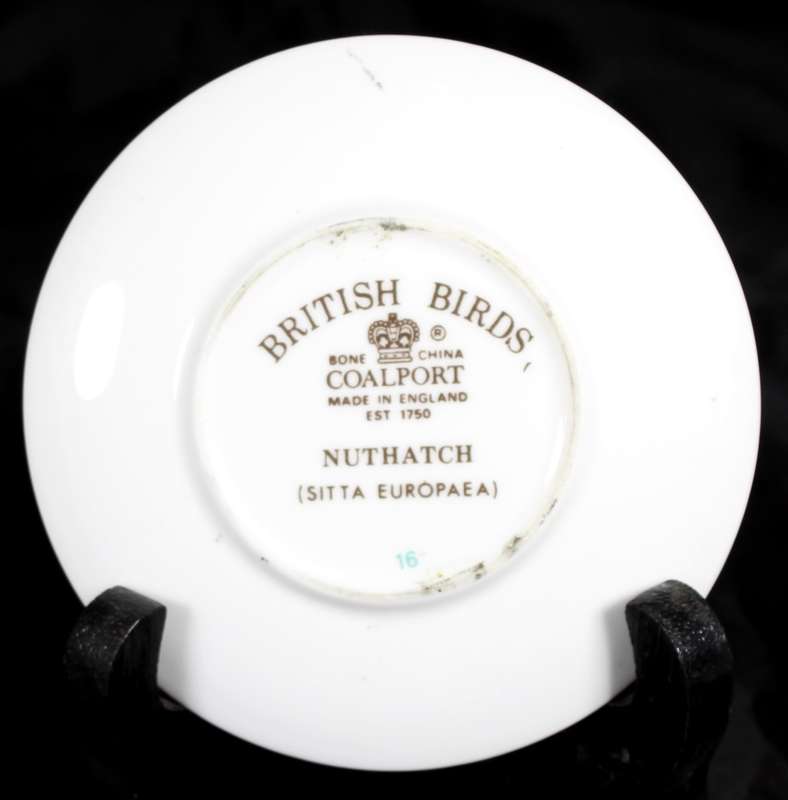 BRITISH BIRDS
®
BONE CHINA
COALPORT
MADE IN ENGLAND
EST 1750
NUTHATCH
(SITTA EUROPAEA)
16